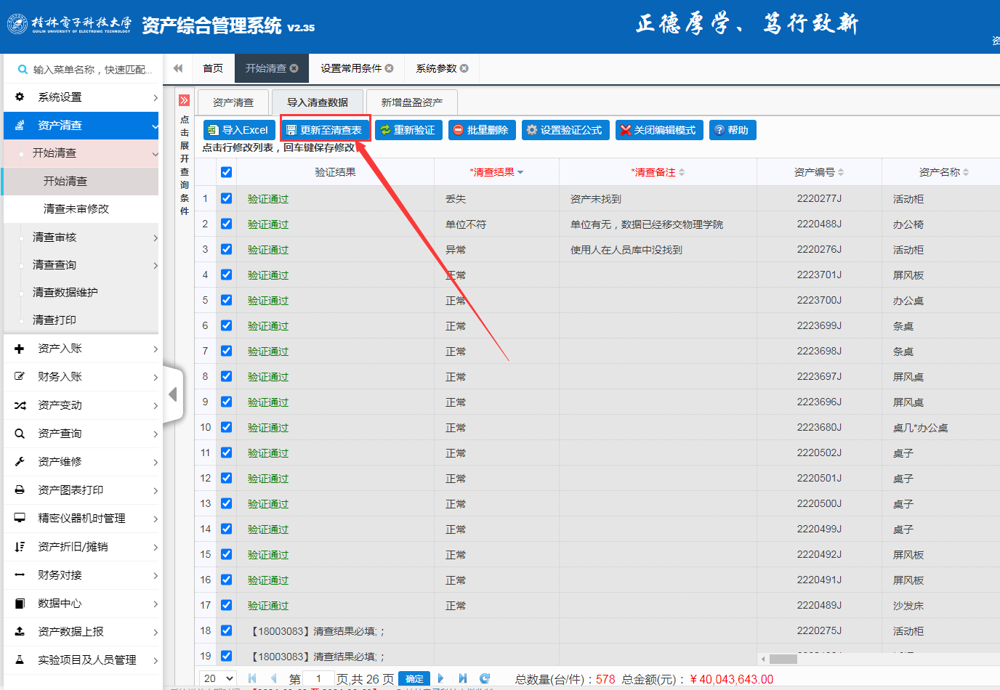 桂林電子科技大学
GUILIN UNIVERSITY OF ELECTRONIC TECHNOLOGY
资产综合管理系统 V2.35
正德厚学、笃行致新
资
输入菜单名称，快速匹配...
首页 开始清查 设置常用条件 系统参数
系统设置
资产清查
开始清查
开始清查
清查未审修改
清查审核
清查查询
清查数据维护
清查打印
资产入账
财务入账
资产变动
资产查询
资产维修
资产图表打印
精密仪器机时管理
资产折旧/摊销
财务对接
数据中心
资产数据上报
实验项目及人员管理
点击展开查询条件
资产清查 导入清查数据 新增盘盈资产
导入Excel 更新至清查表 重新验证 批量删除 设置验证公式 关闭编辑模式 帮助
点击行修改列表，回车键保存修改
验证结果 *清查结果 *清查备注 资产编号 资产名称
1 验证通过 丢失 资产未找到 2220277J 活动柜
2 验证通过 单位不符 单位有无，数据已经移交物理学院 2220488J 办公椅
3 验证通过 异常 使用人在人员库中没找到 2220276J 活动柜
4 验证通过 正常 2223701J 屏风板
5 验证通过 正常 2223700J 办公桌
6 验证通过 正常 2223699J 条桌
7 验证通过 正常 2223698J 条桌
8 验证通过 正常 2223697J 屏风桌
9 验证通过 正常 2223696J 屏风桌
10 验证通过 正常 2223680J 桌几*办公桌
11 验证通过 正常 2220502J 桌子
12 验证通过 正常 2220501J 桌子
13 验证通过 正常 2220500J 桌子
14 验证通过 正常 2220499J 桌子
15 验证通过 正常 2220492J 屏风板
16 验证通过 正常 2220491J 屏风板
17 验证通过 正常 2220489J 沙发床
18 【18003083】清查结果必填; ; 2220275J 活动柜
19 【18003083】清查结果必填; ;
20 第 1 页,共 26 页 确定 总数量(台/件)：578 总金额(元)：￥40,043,643.00